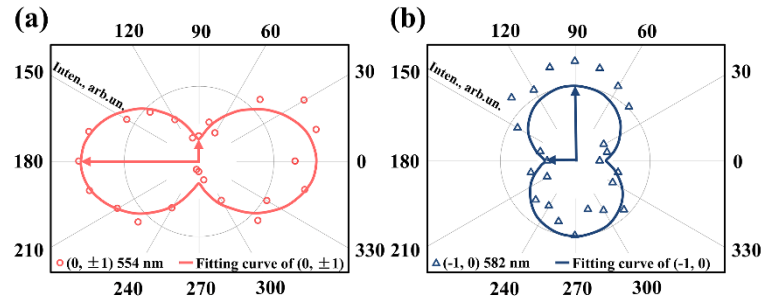 (a)
120 90 60
150 30
Inten., arb.un.
180 0
210 330
(0, ±1) 554 nm Fitting curve of (0, ±1)
240 270 300
(b)
120 90 60
150 30
Inten., arb.un.
180 0
210 330
(-1, 0) 582 nm Fitting curve of (-1, 0)
240 270 300